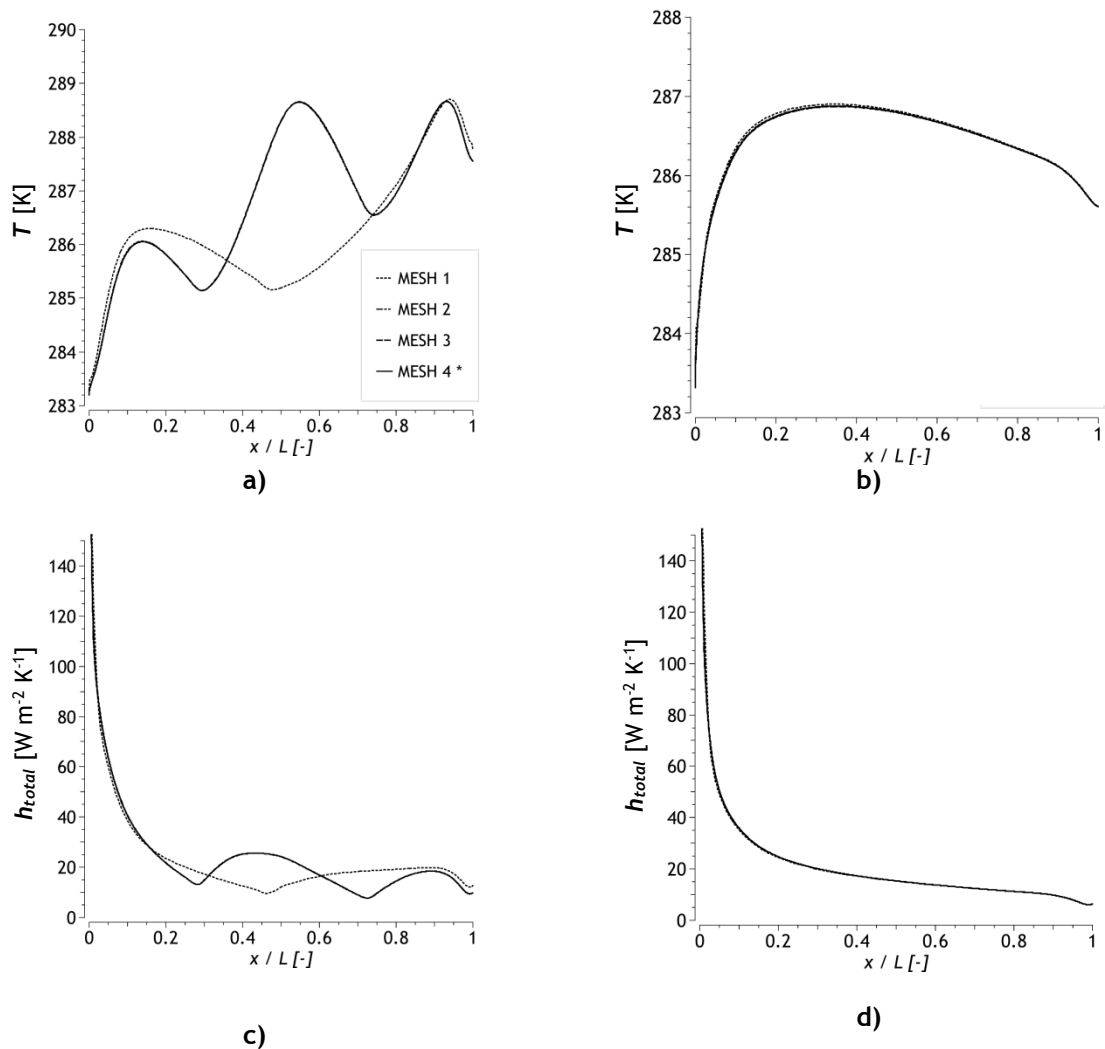 290
289
288
287
286
285
284
283
T [K]
MESH 1
MESH 2
MESH 3
MESH 4 *
0 0.2 0.4 0.6 0.8 1
x / L [-]
a)
288
287
286
285
284
283
T [K]
0 0.2 0.4 0.6 0.8 1
x / L [-]
b)
140
120
100
80
60
40
20
0
h_total [W m⁻² K⁻¹]
0 0.2 0.4 0.6 0.8 1
x / L [-]
c)
140
120
100
80
60
40
20
0
h_total [W m⁻² K⁻¹]
0 0.2 0.4 0.6 0.8 1
x / L [-]
d)